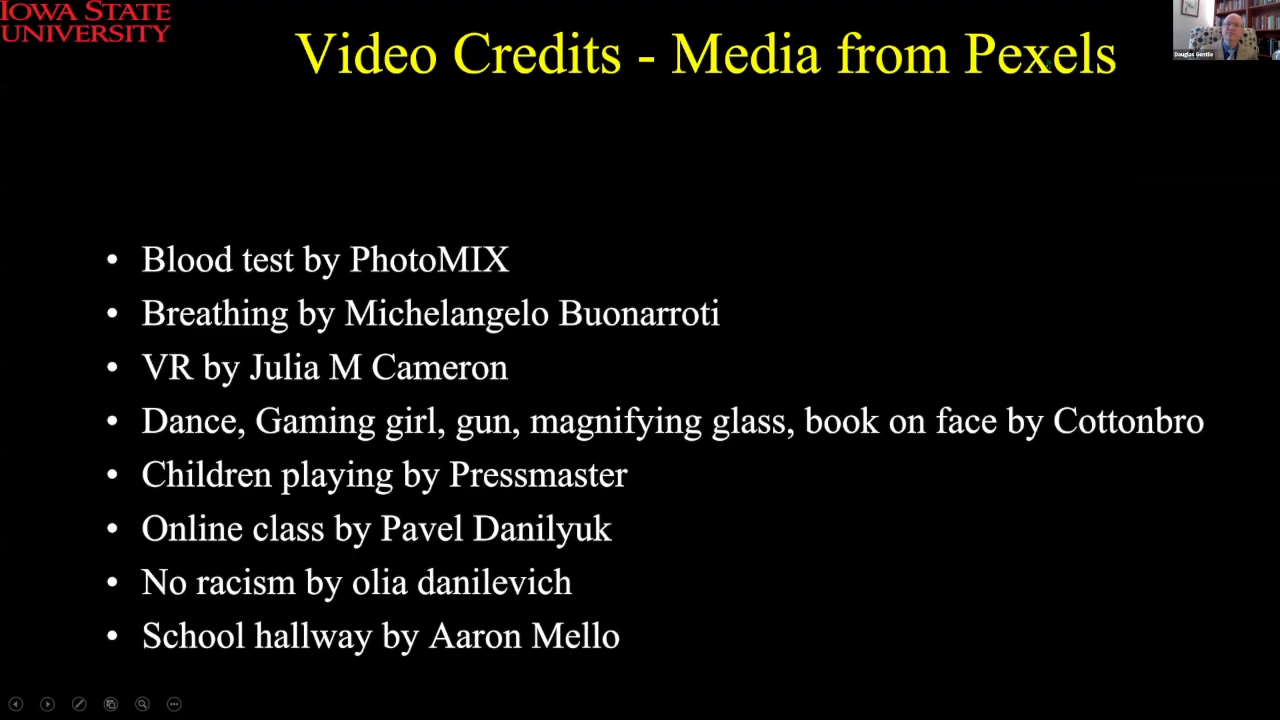 IOWA STATE
UNIVERSITY
Video Credits - Media from Pexels
Douglas Gentile
• Blood test by PhotoMIX
• Breathing by Michelangelo Buonarroti
• VR by Julia M Cameron
• Dance, Gaming girl, gun, magnifying glass, book on face by Cottonbro
• Children playing by Pressmaster
• Online class by Pavel Danilyuk
• No racism by olia danilevich
• School hallway by Aaron Mello